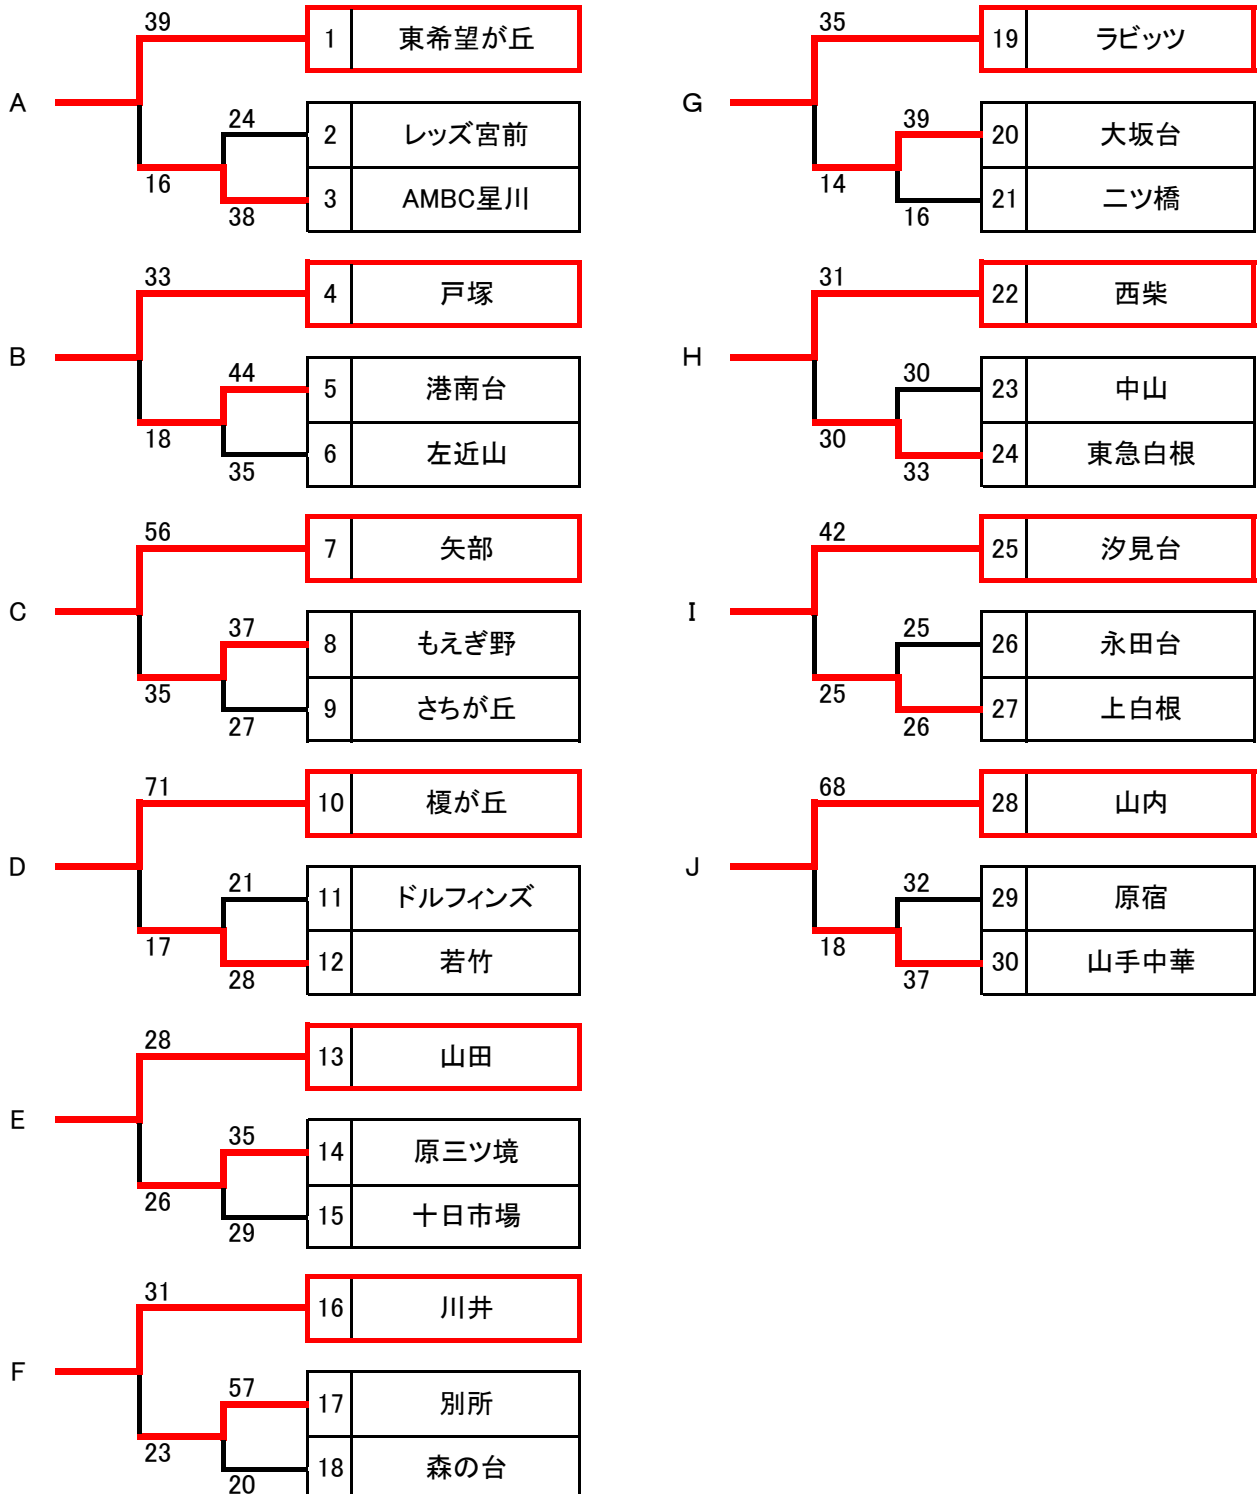 39
1 東希望が丘
A
24
2 レッズ宮前
16
3 AMBC星川
38
33
4 戸塚
B
44
5 港南台
18
6 左近山
35
56
7 矢部
C
37
8 もえぎ野
35
9 さちが丘
27
71
10 榎が丘
D
21
11 ドルフィンズ
17
12 若竹
28
28
13 山田
E
35
14 原三ツ境
26
15 十日市場
29
31
16 川井
F
57
17 別所
23
18 森の台
20
35
19 ラビッツ
G
39
20 大坂台
14
21 二ツ橋
16
31
22 西柴
H
30
23 中山
30
24 東急白根
33
42
25 汐見台
I
25
26 永田台
25
27 上白根
26
68
28 山内
J
32
29 原宿
18
30 山手中華
37